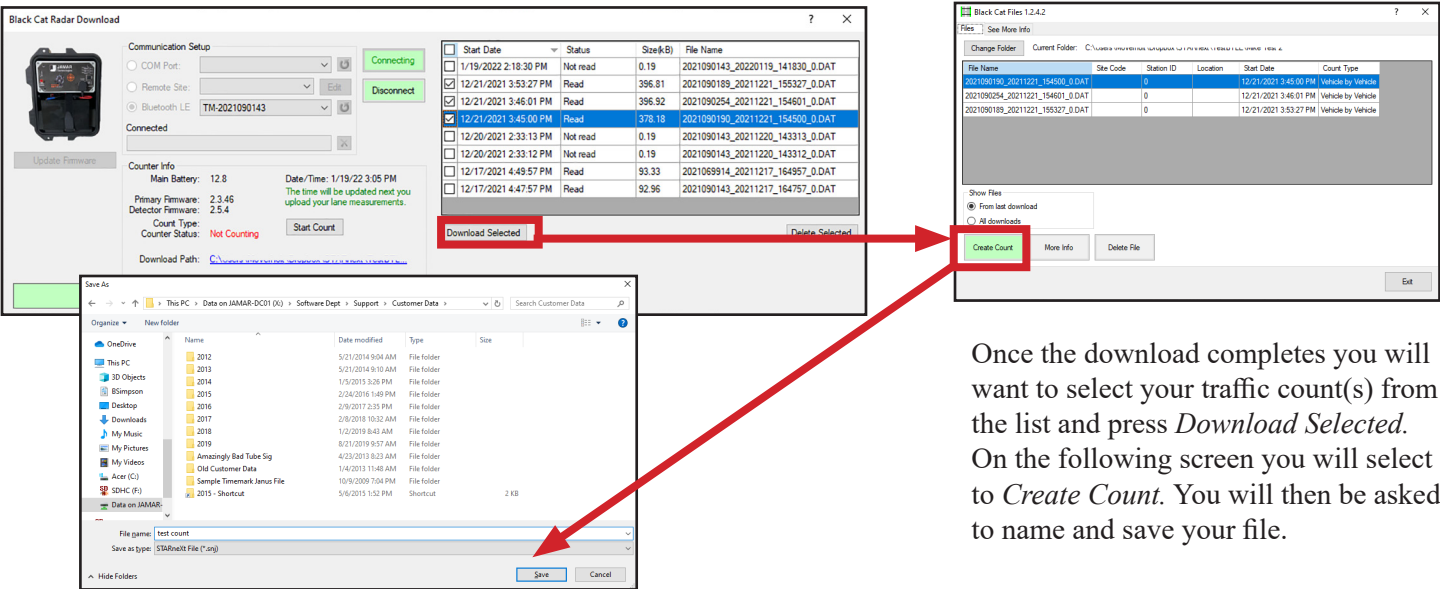 Black Cat Radar Download ? ×
Communication Setup
COM Port:
Connecting
Remote Site: Edit
Disconnect
Bluetooth LE TM-2021090143
Connected
Update Firmware
Counter Info
Main Battery: 12.8 Date/Time: 1/19/22 3:05 PM
The time will be updated next you
upload your lane measurements.
Primary Firmware: 2.3.46
Detector Firmware: 2.5.4
Count Type:
Start Count
Counter Status: Not Counting
Download Path:
Start Date Status Size(kB) File Name
1/19/2022 2:18:30 PM Not read 0.19 2021090143_20220119_141830_0.DAT
12/21/2021 3:53:27 PM Read 396.81 2021090189_20211221_155327_0.DAT
12/21/2021 3:46:01 PM Read 396.92 2021090254_20211221_154601_0.DAT
12/21/2021 3:45:00 PM Read 378.18 2021090190_20211221_154500_0.DAT
12/20/2021 2:33:13 PM Not read 0.19 2021090143_20211220_143313_0.DAT
12/20/2021 2:33:12 PM Not read 0.19 2021090143_20211220_143312_0.DAT
12/17/2021 4:49:57 PM Read 93.33 2021069914_20211217_164957_0.DAT
12/17/2021 4:47:57 PM Read 92.96 2021090143_20211217_164757_0.DAT
Download Selected Delete Selected
Black Cat Files 1.2.4.2 ? ×
Files See More Info
Change Folder Current Folder:
File Name Site Code Station ID Location Start Date Count Type
2021090190_20211221_154500_0.DAT 0 12/21/2021 3:45:00 PM Vehicle by Vehicle
2021090254_20211221_154601_0.DAT 0 12/21/2021 3:46:01 PM Vehicle by Vehicle
2021090189_20211221_155327_0.DAT 0 12/21/2021 3:53:27 PM Vehicle by Vehicle
Show Files
From last download
All downloads
Create Count More Info Delete File
Exit
Save As ×
This PC > Data on JAMAR-DC01 (X:) > Software Dept > Support > Customer Data > Search Customer Data
Organize New folder
OneDrive
This PC
3D Objects
BSimpson
Desktop
Downloads
My Music
My Pictures
My Videos
Acer (C:)
SDHC (F:)
Data on JAMAR-
Name Date modified Type Size
2012 5/21/2014 9:04 AM File folder
2013 5/21/2014 9:10 AM File folder
2014 1/5/2015 3:26 PM File folder
2015 2/24/2016 1:49 PM File folder
2016 2/9/2017 2:35 PM File folder
2017 2/8/2018 10:32 AM File folder
2018 1/2/2019 8:43 AM File folder
2019 8/21/2019 9:57 AM File folder
Amazingly Bad Tube Sig 4/23/2013 8:23 AM File folder
Old Customer Data 1/4/2013 11:48 AM File folder
Sample Timemark Janus File 10/9/2009 7:04 PM File folder
2015 - Shortcut 5/6/2015 1:52 PM Shortcut 2 KB
File name: test count
Save as type: STARneXt File (*.snj)
Hide Folders Save Cancel
Once the download completes you will
want to select your traffic count(s) from
the list and press Download Selected.
On the following screen you will select
to Create Count. You will then be asked
to name and save your file.